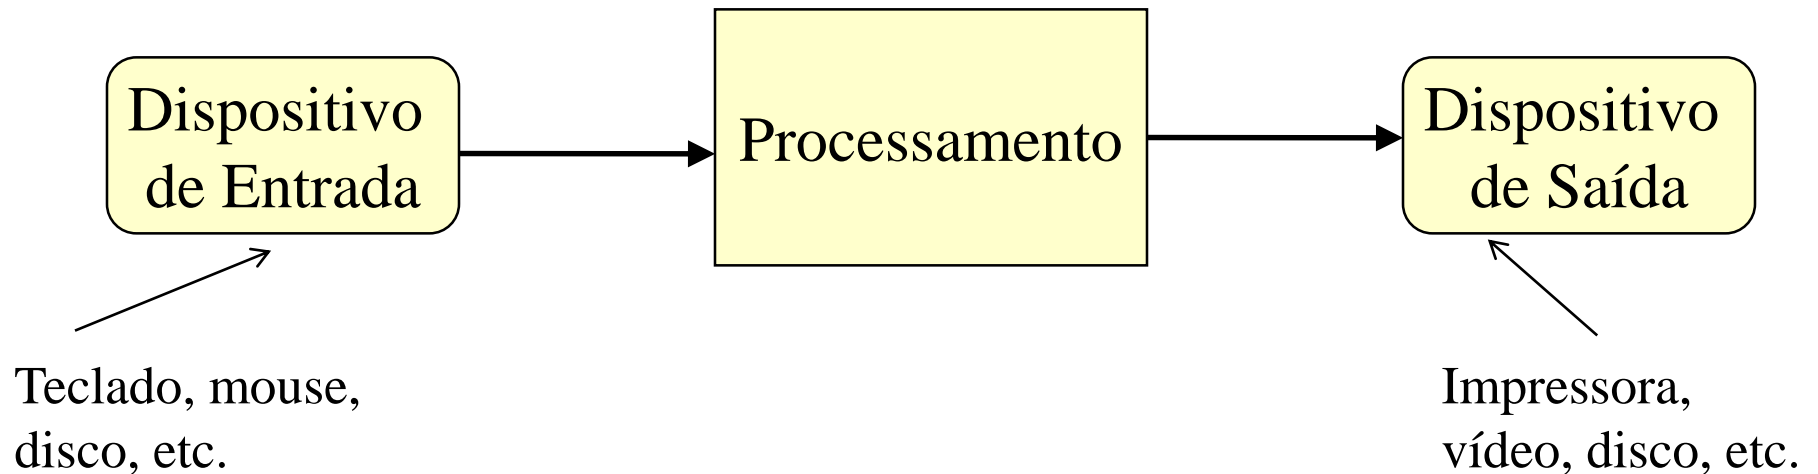 Dispositivo
de Entrada
Processamento
Dispositivo
de Saída
Teclado, mouse,
disco, etc.
Impressora,
vídeo, disco, etc.